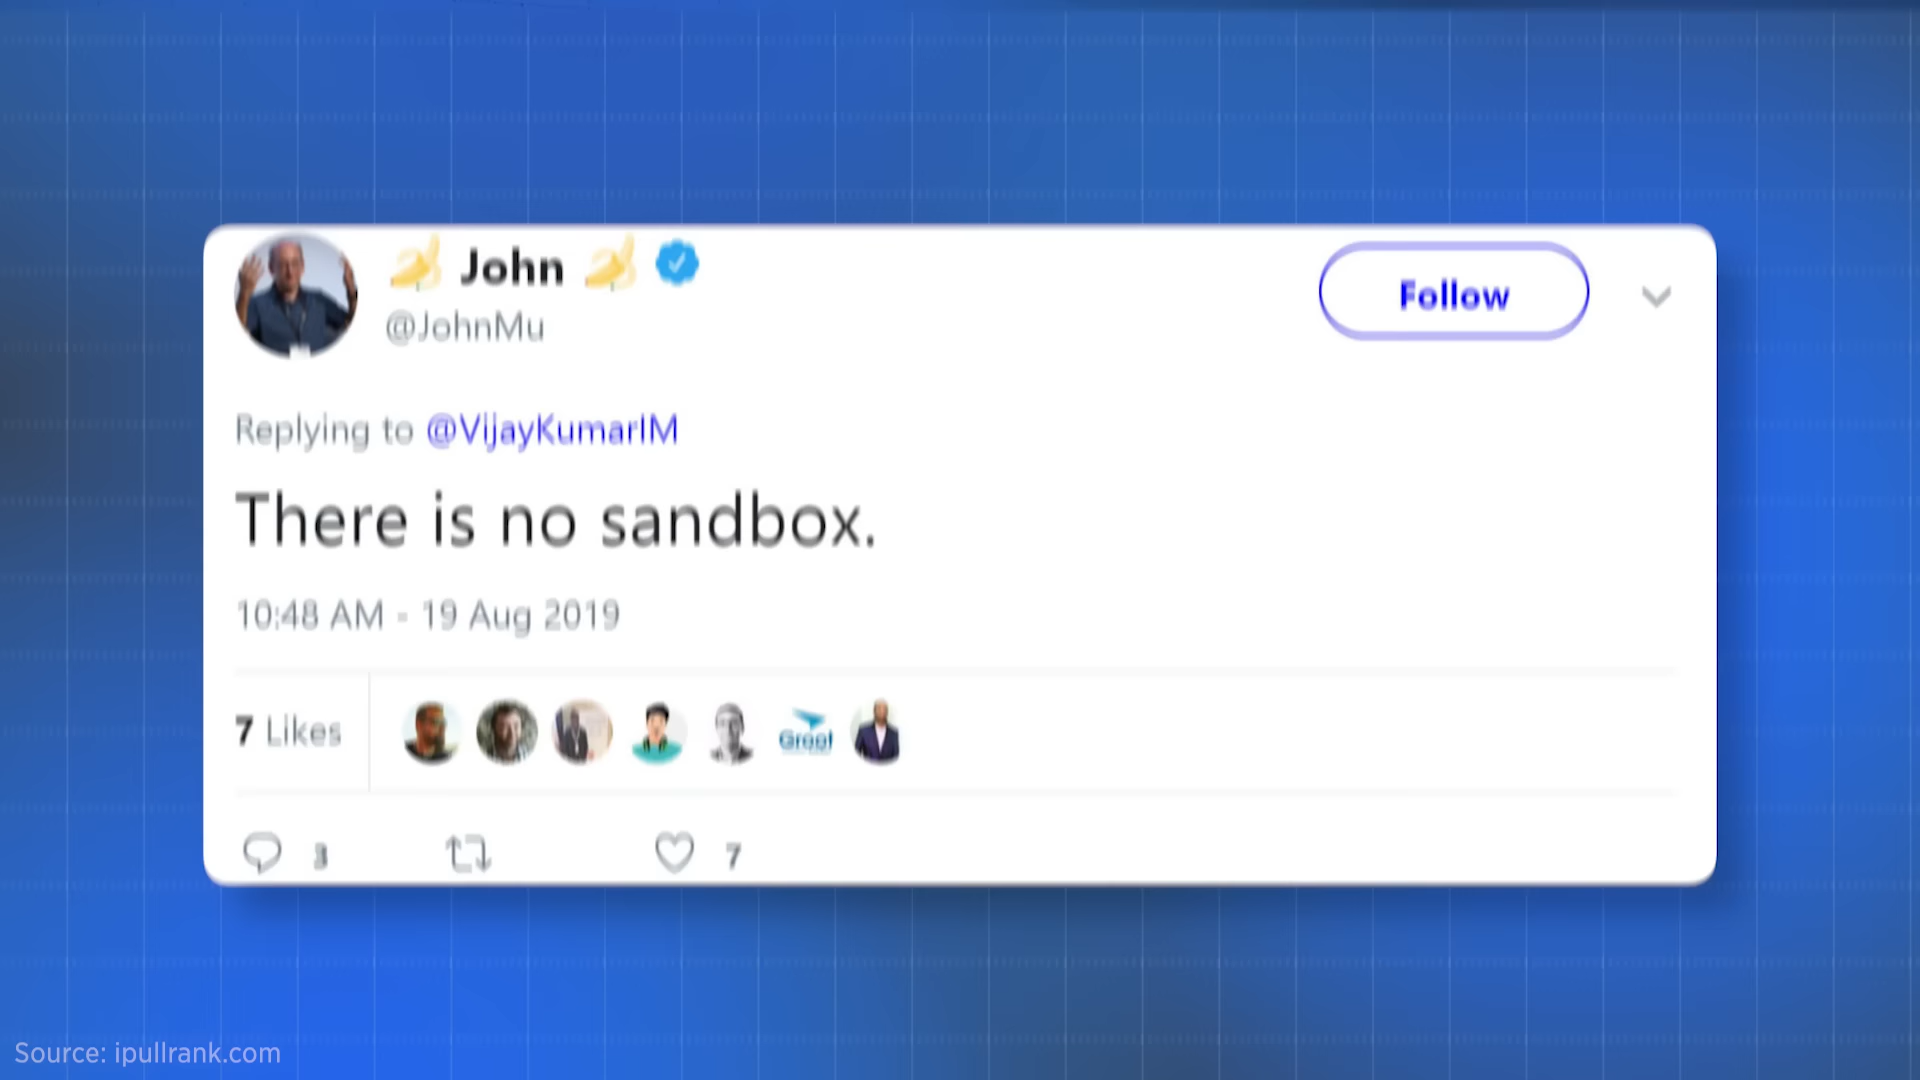 🍌 John 🍌
@JohnMu
Follow
Replying to @VijayKumarIM
There is no sandbox.
10:48 AM - 19 Aug 2019
7 Likes
Greet
3 7
Source: ipullrank.com